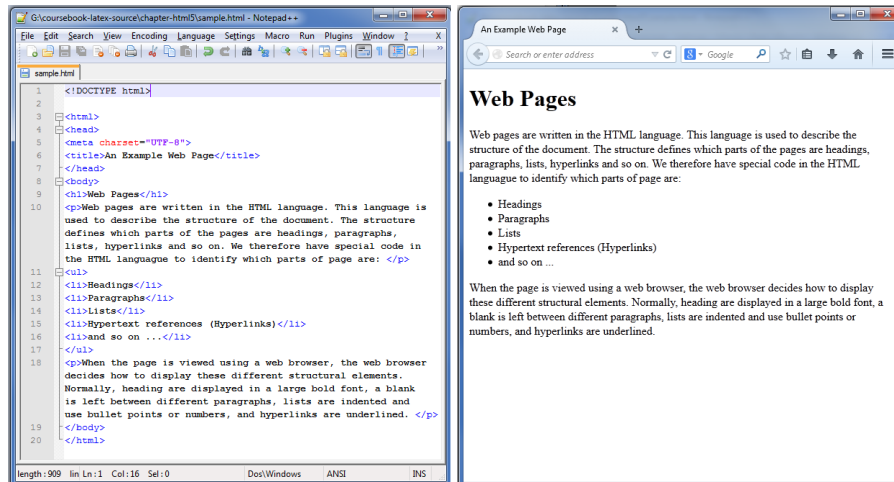 G:\coursebook-latex-source\chapter-html5\sample.html - Notepad++
File Edit Search View Encoding Language Settings Macro Run Plugins Window ? X
sample.html
1 <!DOCTYPE html>
2
3 <html>
4 <head>
5 <meta charset="UTF-8">
6 <title>An Example Web Page</title>
7 </head>
8 <body>
9 <h1>Web Pages</h1>
10 <p>Web pages are written in the HTML language. This language is
used to describe the structure of the document. The structure
defines which parts of the pages are headings, paragraphs,
lists, hyperlinks and so on. We therefore have special code in
the HTML languague to identify which parts of page are: </p>
11 <ul>
12 <li>Headings</li>
13 <li>Paragraphs</li>
14 <li>Lists</li>
15 <li>Hypertext references (Hyperlinks)</li>
16 <li>and so on ...</li>
17 </ul>
18 <p>When the page is viewed using a web browser, the web browser
decides how to display these different structural elements.
Normally, heading are displayed in a large bold font, a blank
is left between different paragraphs, lists are indented and
use bullet points or numbers, and hyperlinks are underlined. </p>
19 </body>
20 </html>
length : 909 lin Ln : 1 Col : 16 Sel : 0 Dos\Windows ANSI INS
An Example Web Page
Search or enter address
8 Google
Web Pages
Web pages are written in the HTML language. This language is used to describe the
structure of the document. The structure defines which parts of the pages are headings,
paragraphs, lists, hyperlinks and so on. We therefore have special code in the HTML
languague to identify which parts of page are:
• Headings
• Paragraphs
• Lists
• Hypertext references (Hyperlinks)
• and so on ...
When the page is viewed using a web browser, the web browser decides how to display
these different structural elements. Normally, heading are displayed in a large bold font, a
blank is left between different paragraphs, lists are indented and use bullet points or
numbers, and hyperlinks are underlined.